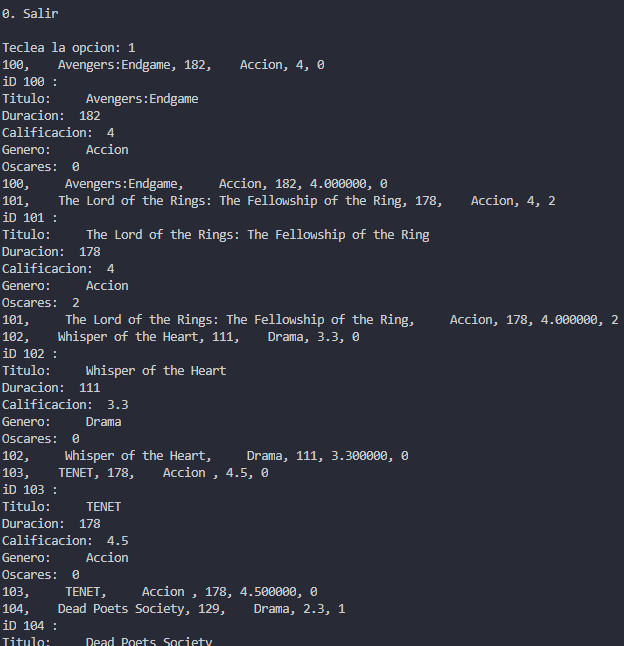 0. Salir
Teclea la opcion: 1
100,    Avengers:Endgame, 182,    Accion, 4, 0
iD 100 :
Titulo:     Avengers:Endgame
Duracion:  182
Calificacion:  4
Genero:     Accion
Oscares:  0
100,     Avengers:Endgame,     Accion, 182, 4.000000, 0
101,    The Lord of the Rings: The Fellowship of the Ring, 178,    Accion, 4, 2
iD 101 :
Titulo:     The Lord of the Rings: The Fellowship of the Ring
Duracion:  178
Calificacion:  4
Genero:     Accion
Oscares:  2
101,     The Lord of the Rings: The Fellowship of the Ring,     Accion, 178, 4.000000, 2
102,    Whisper of the Heart, 111,    Drama, 3.3, 0
iD 102 :
Titulo:     Whisper of the Heart
Duracion:  111
Calificacion:  3.3
Genero:     Drama
Oscares:  0
102,     Whisper of the Heart,     Drama, 111, 3.300000, 0
103,    TENET, 178,    Accion , 4.5, 0
iD 103 :
Titulo:     TENET
Duracion:  178
Calificacion:  4.5
Genero:     Accion
Oscares:  0
103,     TENET,     Accion , 178, 4.500000, 0
104,    Dead Poets Society, 129,    Drama, 2.3, 1
iD 104 :
Titulo:     Dead Poets Society